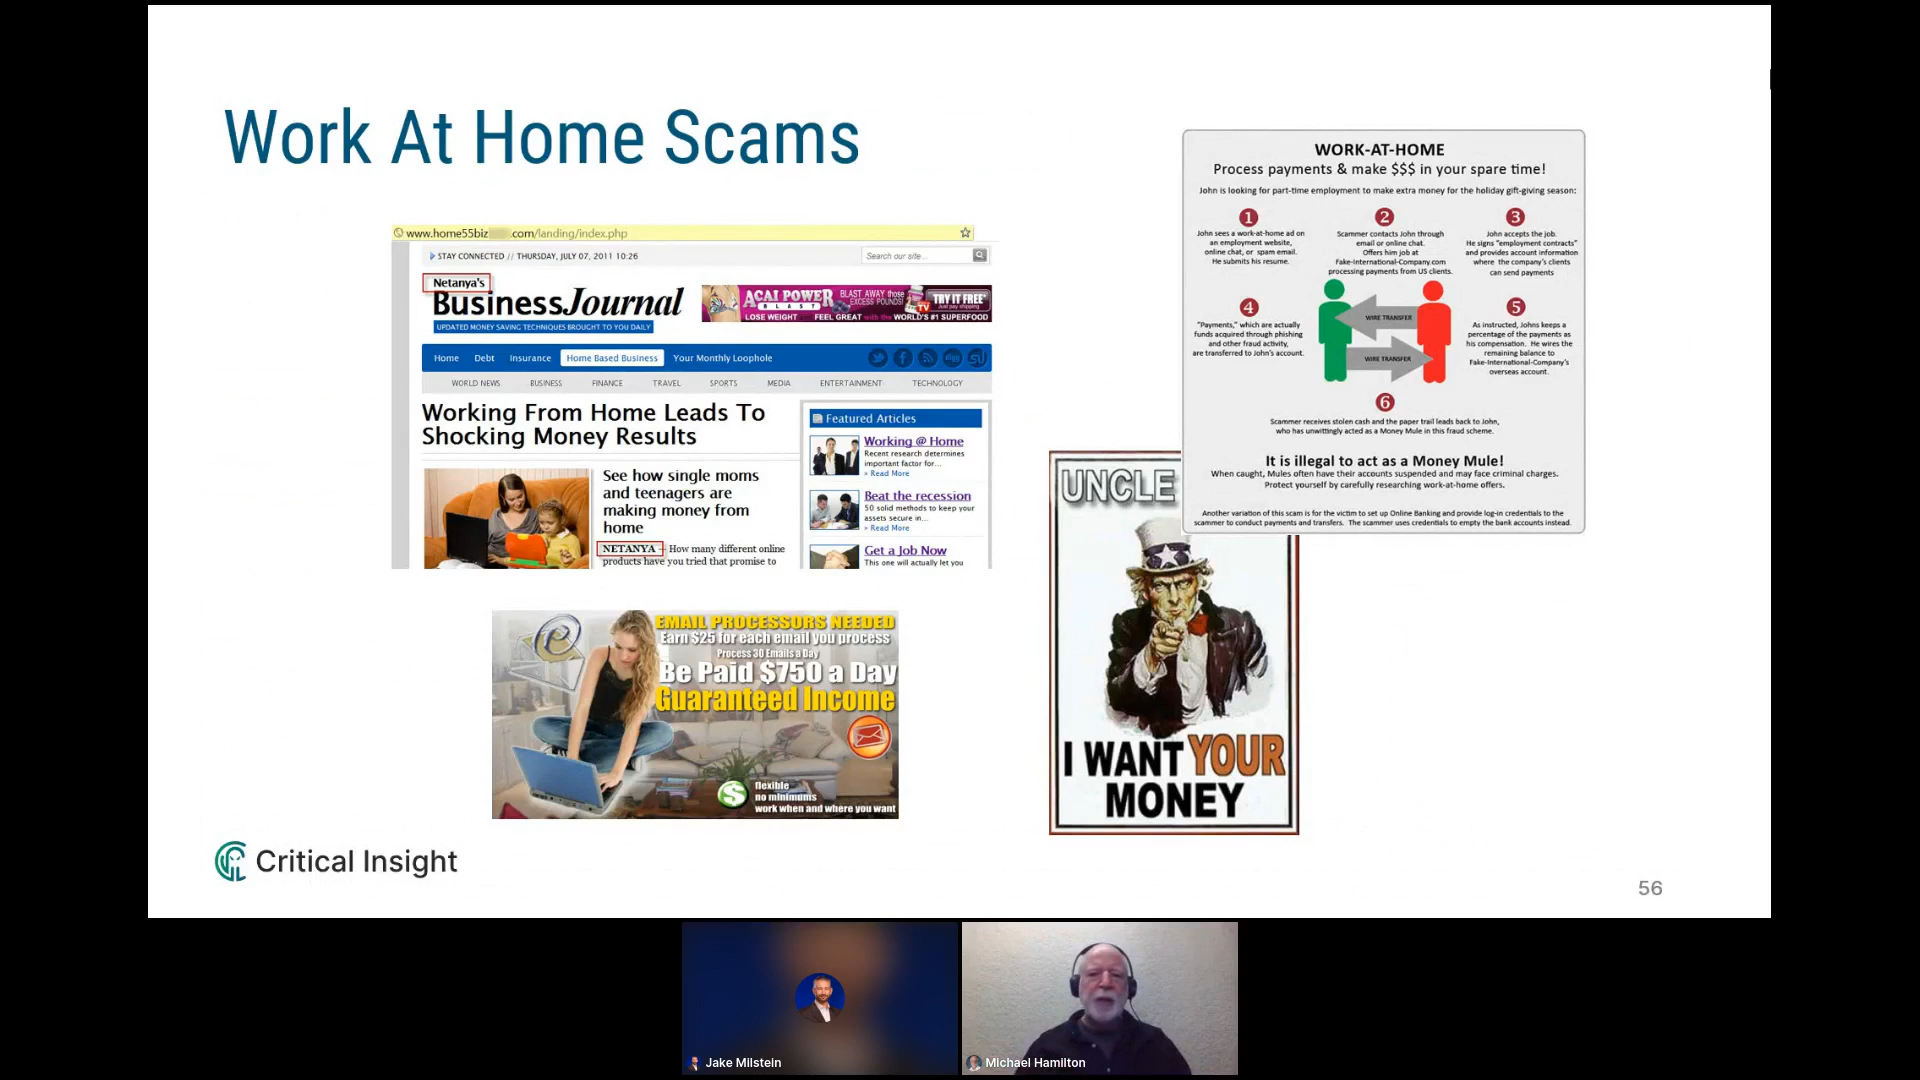 Work At Home Scams
www.home55biz .com/landing/index.php
STAY CONNECTED // THURSDAY, JULY 07, 2011 10:26
Search our site...
Netanya's
BusinessJournal
UPDATED MONEY SAVING TECHNIQUES BROUGHT TO YOU DAILY
ACAI POWER
BLAST
BLAST AWAY those
EXCESS POUNDS!
TRY IT FREE*
Just pay shipping
LOSE WEIGHT and FEEL GREAT with the WORLD'S #1 SUPERFOOD
Home Debt Insurance Home Based Business Your Monthly Loophole
digg
WORLD NEWS BUSINESS FINANCE TRAVEL SPORTS MEDIA ENTERTAINMENT TECHNOLOGY
Working From Home Leads To
Shocking Money Results
See how single moms
and teenagers are
making money from
home
NETANYA - How many different online
products have you tried that promise to
Featured Articles
Working @ Home
Recent research determines
important factor for...
» Read More
Beat the recession
50 solid methods to keep your
assets secure in...
» Read More
Get a Job Now
This one will actually let you
EMAIL PROCESSORS NEEDED
Earn $25 for each email you process
Process 30 Emails a Day
Be Paid $750 a Day
Guaranteed Income
flexible
no minimums
work when and where you want
WORK-AT-HOME
Process payments & make $$$ in your spare time!
John is looking for part-time employment to make extra money for the holiday gift-giving season:
1
John sees a work-at-home ad on
an employment website,
online chat, or spam email.
He submits his resume.
2
Scammer contacts John through
email or online chat.
Offers him job at
Fake-International-Company.com
processing payments from US clients.
3
John accepts the job.
He signs "employment contracts"
and provides account information
where the company's clients
can send payments
4
"Payments," which are actually
funds acquired through phishing
and other fraud activity,
are transferred to John's account.
WIRE TRANSFER
WIRE TRANSFER
5
As instructed, Johns keeps a
percentage of the payments as
his compensation. He wires the
remaining balance to
Fake-International-Company's
overseas account.
6
Scammer receives stolen cash and the paper trail leads back to John,
who has unwittingly acted as a Money Mule in this fraud scheme.
It is illegal to act as a Money Mule!
When caught, Mules often have their accounts suspended and may face criminal charges.
Protect yourself by carefully researching work-at-home offers.
Another variation of this scam is for the victim to set up Online Banking and provide log-in credentials to the
scammer to conduct payments and transfers. The scammer uses credentials to empty the bank accounts instead.
UNCLE
I WANT YOUR
MONEY
Critical Insight
56
Jake Milstein
Michael Hamilton